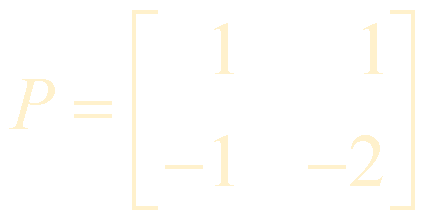 P = [ 1 1
−1 −2 ]